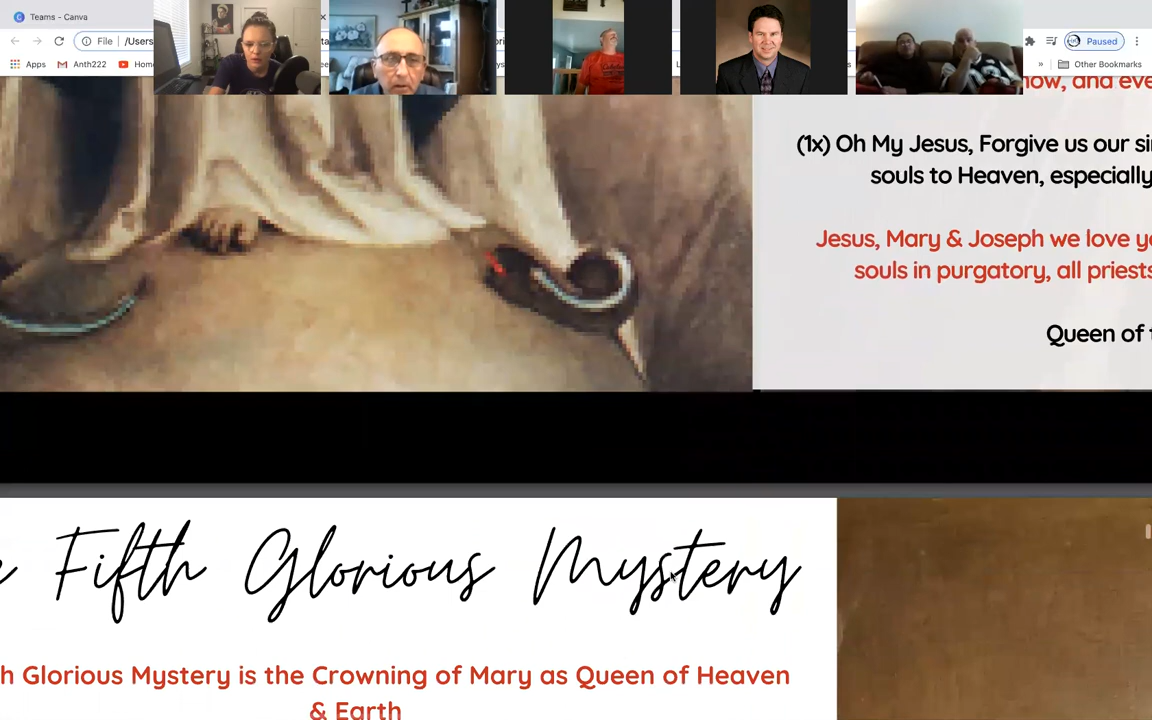 Teams - Canva
File
/Users
Paused
Apps
Anth222
Other Bookmarks
now, and eve
(1x) Oh My Jesus, Forgive us our si
souls to Heaven, especially
Jesus, Mary & Joseph we love yo
souls in purgatory, all priests
Queen of t
e Fifth Glorious Mystery
h Glorious Mystery is the Crowning of Mary as Queen of Heaven
& Earth